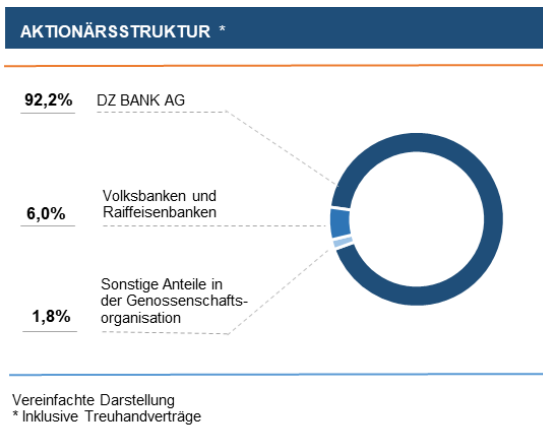 AKTIONÄRSSTRUKTUR *
92,2% DZ BANK AG
6,0% Volksbanken und
Raiffeisenbanken
1,8% Sonstige Anteile in
der Genossenschafts-
organisation
Vereinfachte Darstellung
* Inklusive Treuhandverträge